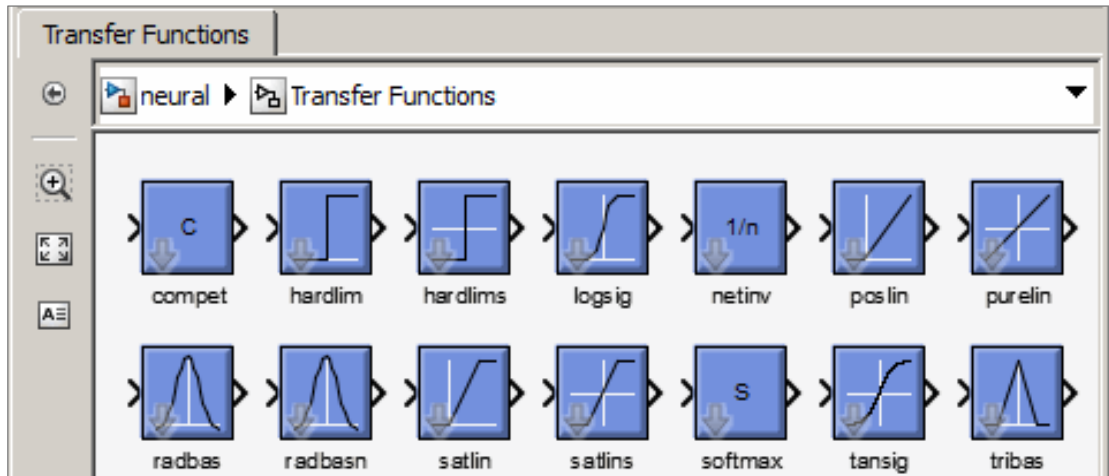 Transfer Functions
neural Transfer Functions
C 1/n
compet hardlim hardlims logsig netinv poslin purelin
S
radbas radbasn satlin satlins softmax tansig tribas